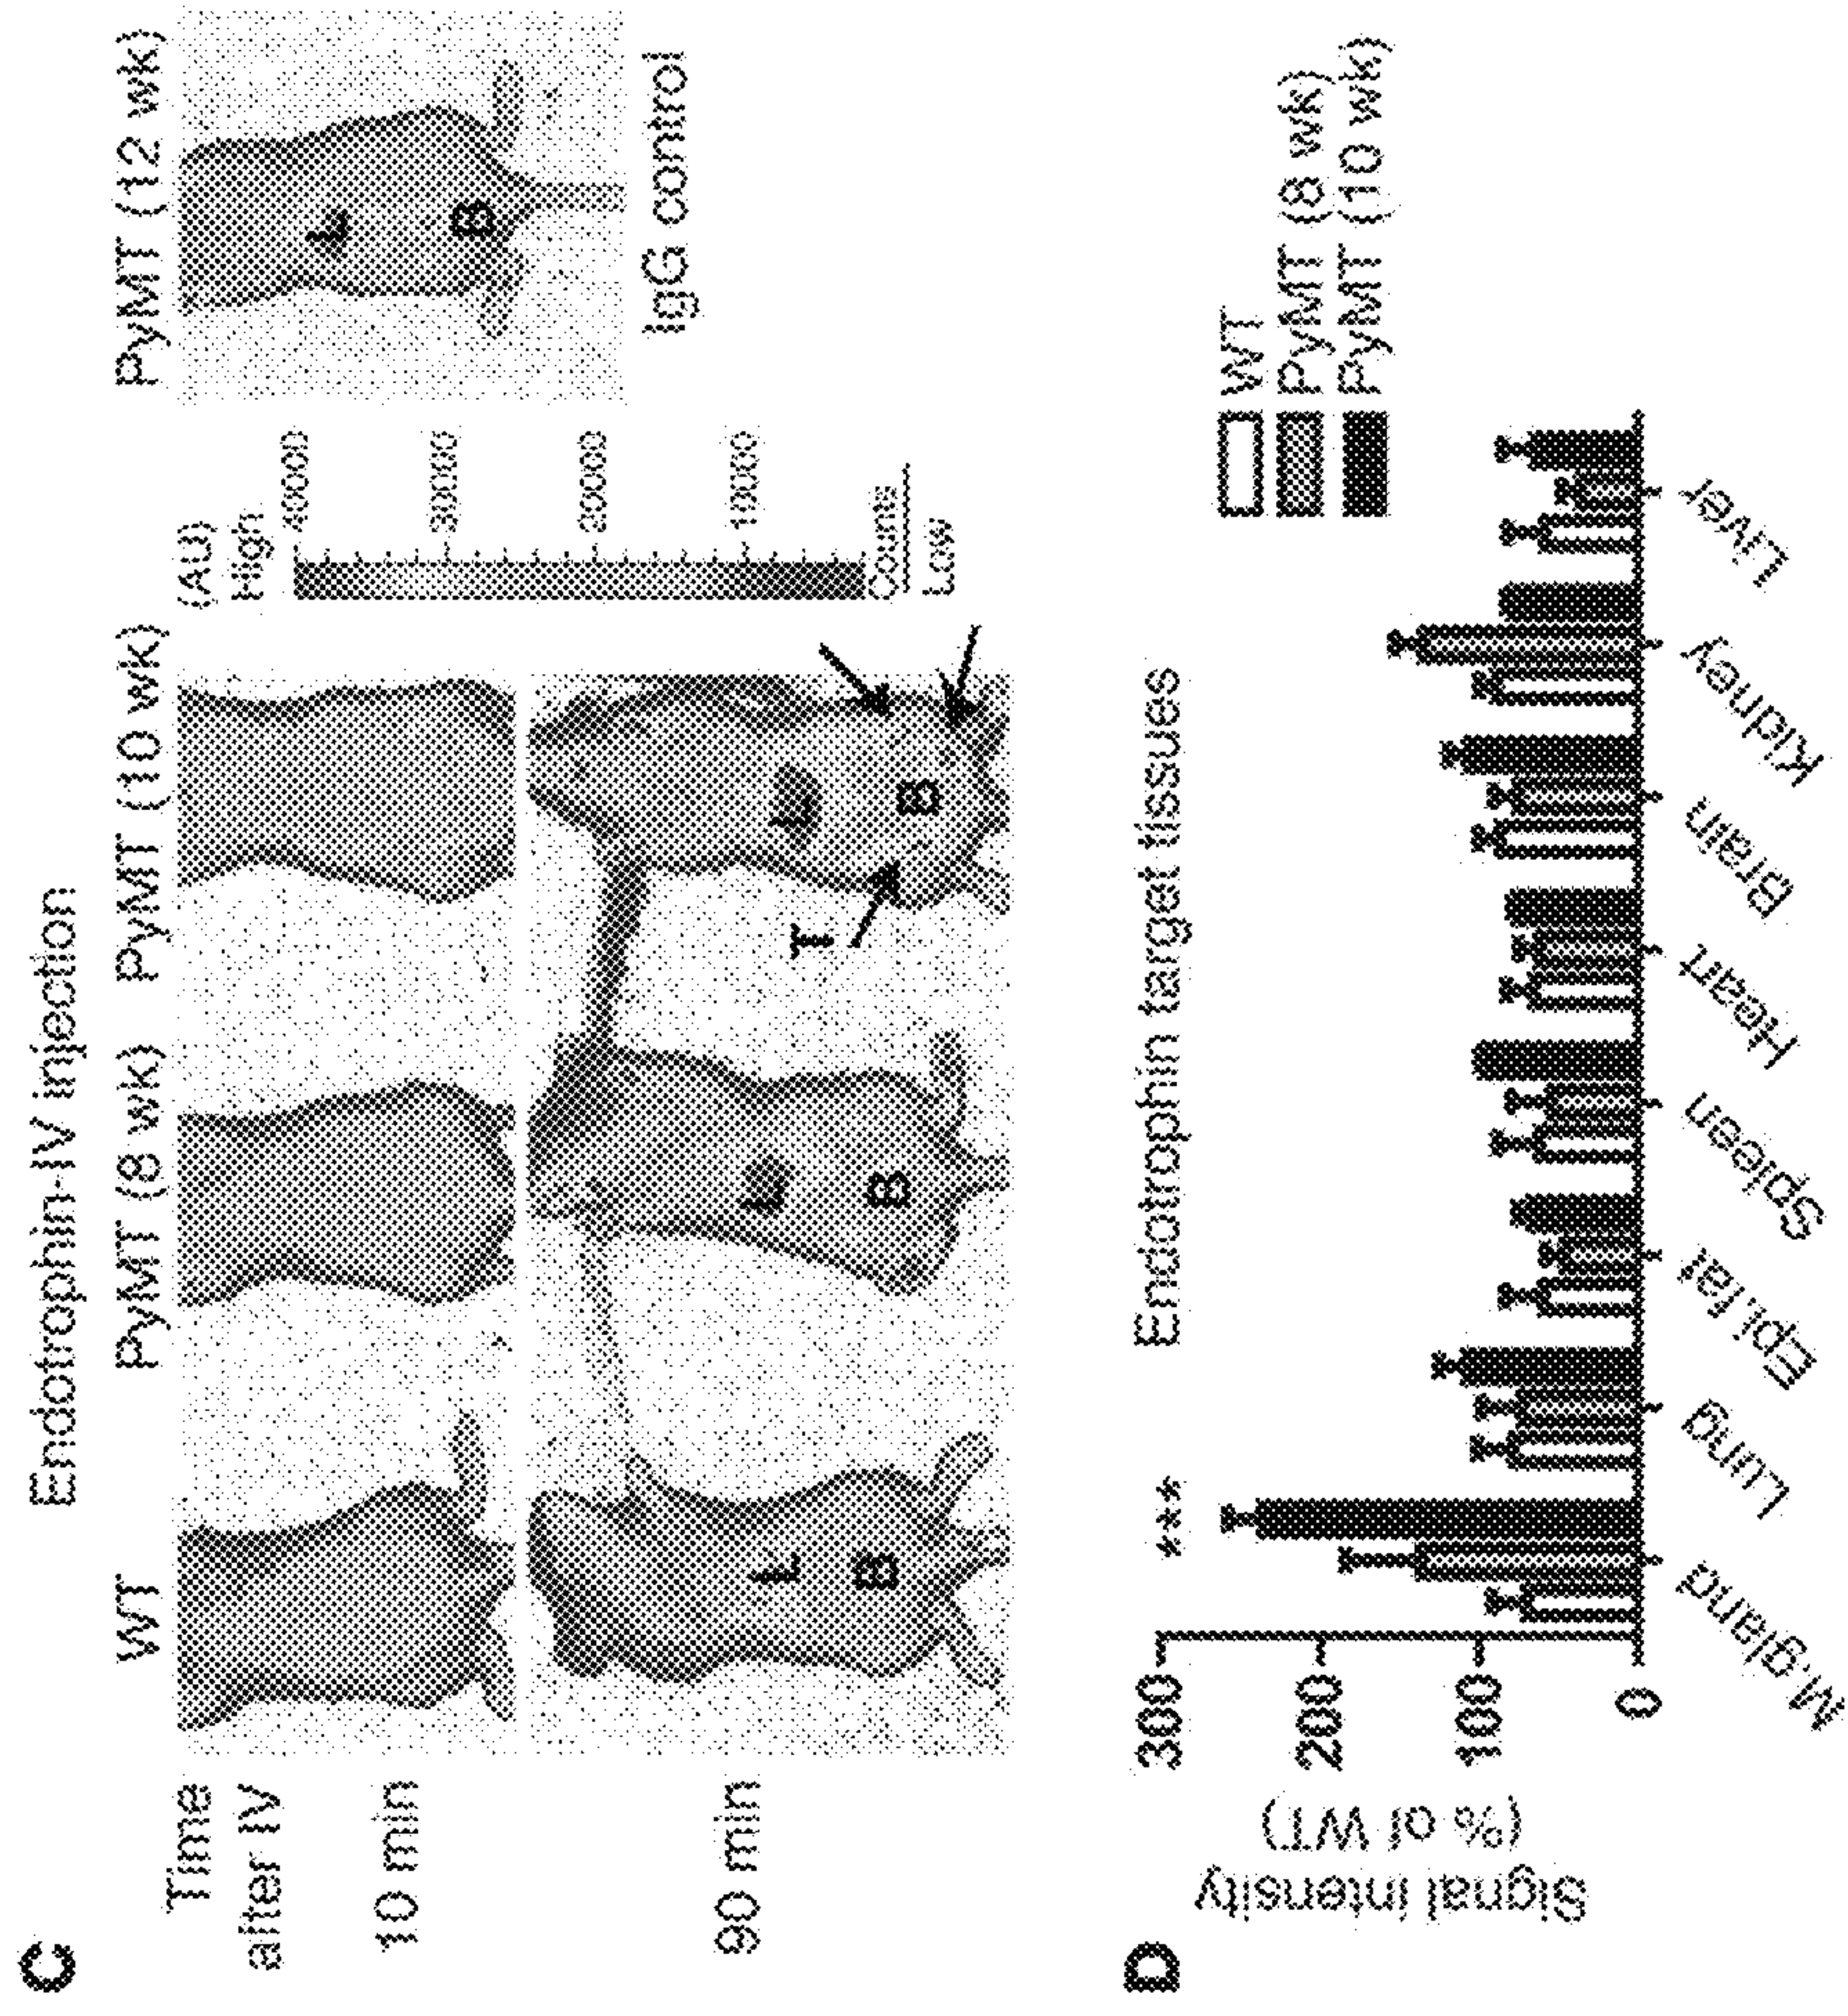 C
Endotrophin-IV injection
WT
PyMT (8 wk)
PyMT (10 wk)
PyMT (12 wk)
Time
after IV
10 min
90 min
(AU)
High
40000
30000
20000
10000
Counts
Low
L
B
L
B
T
L
B
L
B
IgG control
D
Endotrophin target tissues
WT
PyMT (8 wk)
PyMT (10 wk)
Signal intensity
(% of WT)
300
200
100
0
***
M.gland
Lung
Epi.fat
Spleen
Heart
Brain
Kidney
Liver